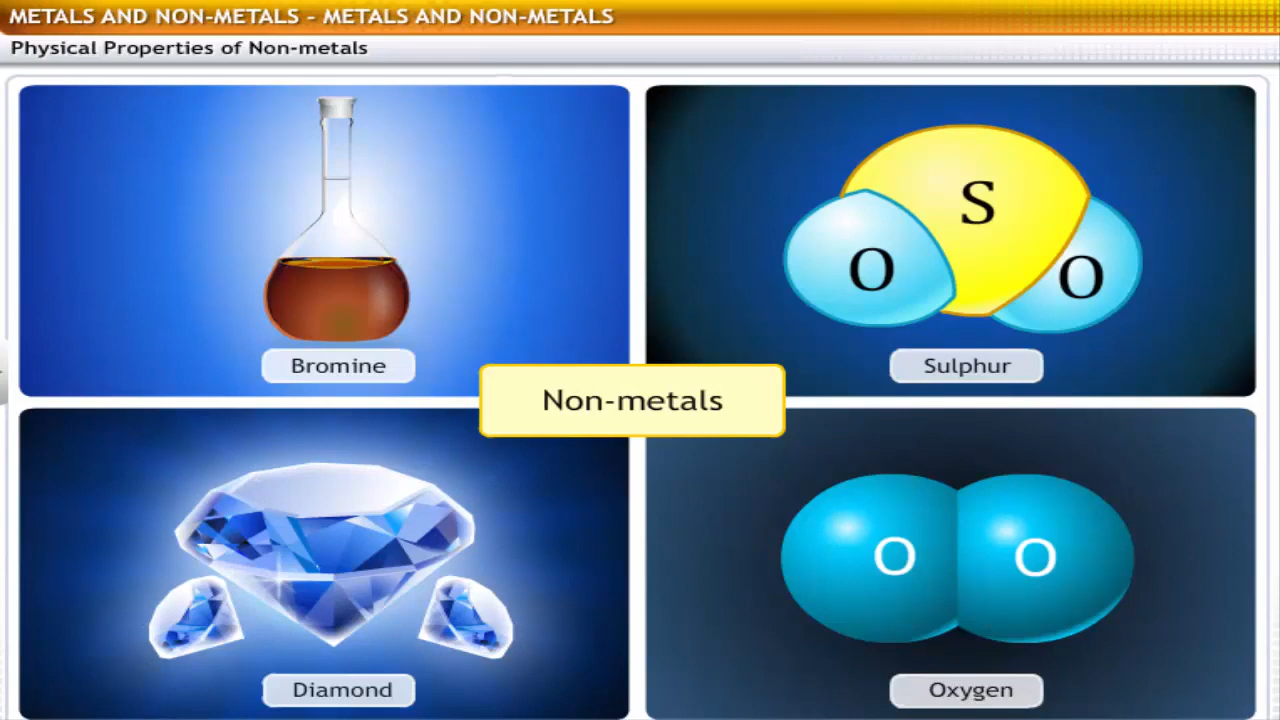 METALS AND NON-METALS - METALS AND NON-METALS
Physical Properties of Non-metals
S
O
O
Bromine
Sulphur
Non-metals
O O
Diamond
Oxygen